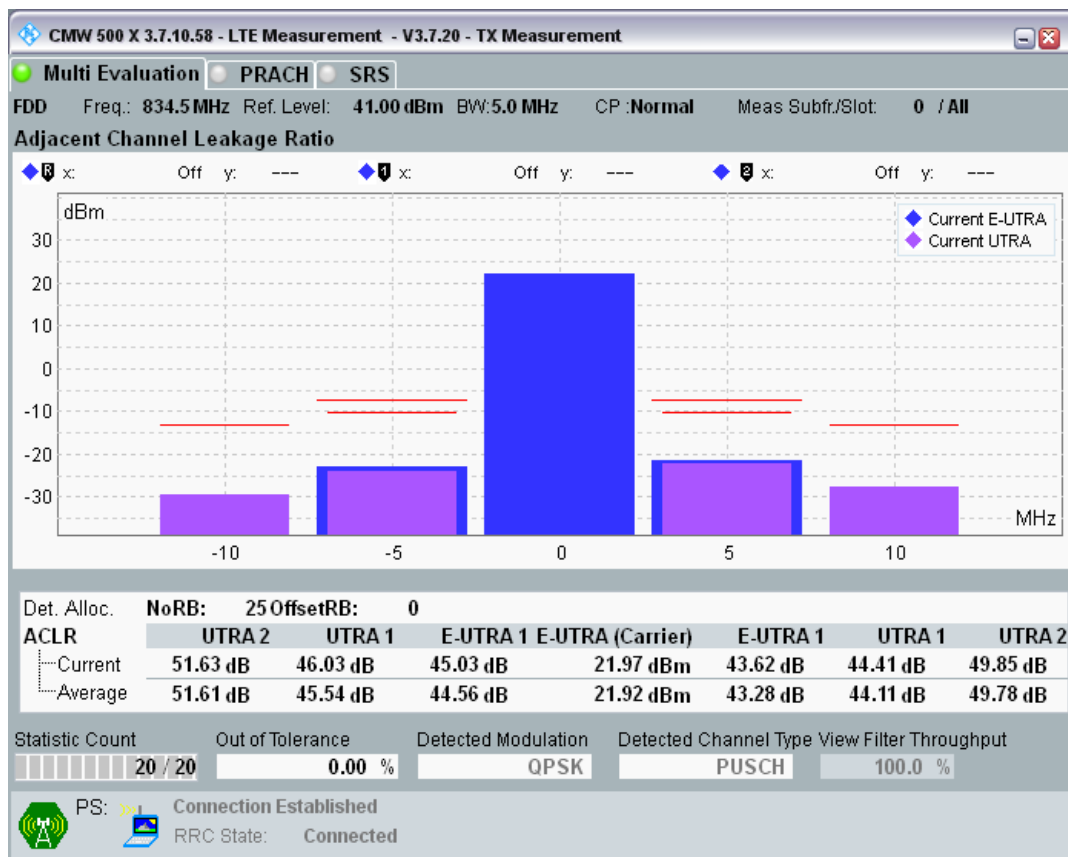 CMW 500 X 3.7.10.58 - LTE Measurement - V3.7.20 - TX Measurement
Multi Evaluation PRACH SRS
FDD Freq.: 834.5 MHz Ref. Level: 41.00 dBm BW:5.0 MHz CP :Normal Meas Subfr./Slot: 0 / All
Adjacent Channel Leakage Ratio
R x: Off y: --- 1 x: Off y: --- 2 x: Off y: ---
dBm
Current E-UTRA
Current UTRA
30
20
10
0
-10
-20
-30
MHz
-10 -5 0 5 10
Det. Alloc. NoRB: 25 OffsetRB: 0
ACLR UTRA 2 UTRA 1 E-UTRA 1 E-UTRA (Carrier) E-UTRA 1 UTRA 1 UTRA 2
Current 51.63 dB 46.03 dB 45.03 dB 21.97 dBm 43.62 dB 44.41 dB 49.85 dB
Average 51.61 dB 45.54 dB 44.56 dB 21.92 dBm 43.28 dB 44.11 dB 49.78 dB
Statistic Count Out of Tolerance Detected Modulation Detected Channel Type View Filter Throughput
20 / 20 0.00 % QPSK PUSCH 100.0 %
PS: Connection Established
RRC State: Connected